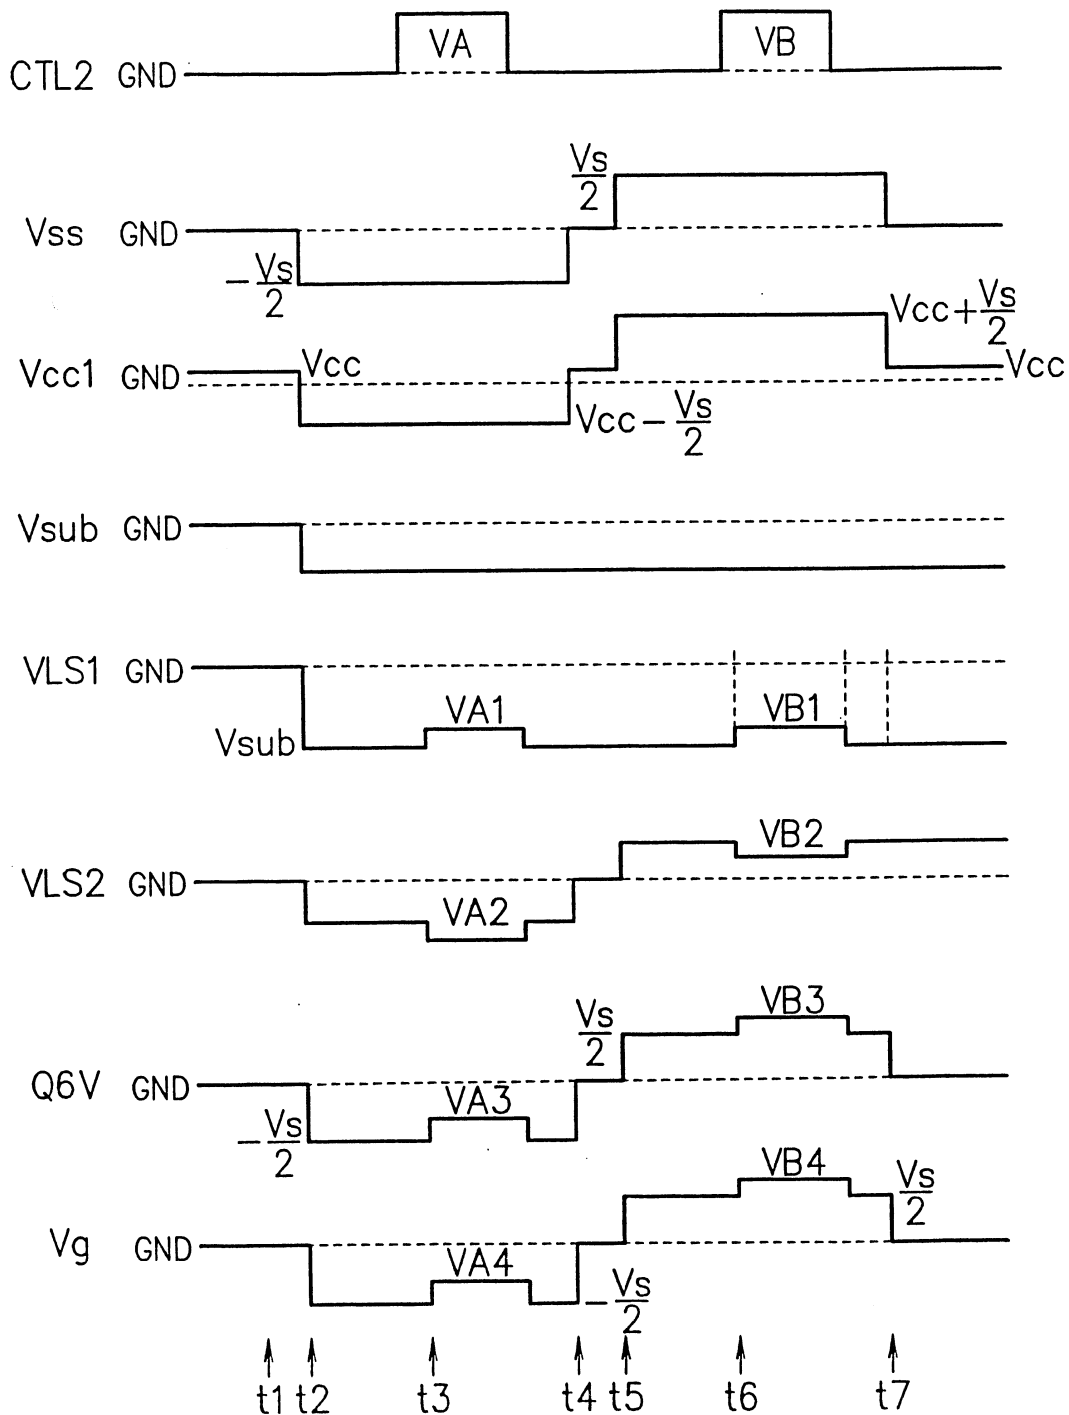 CTL2 GND VA VB
Vs/2
Vss GND
-Vs/2
Vcc+Vs/2
Vcc1 GND Vcc Vcc
Vcc-Vs/2
Vsub GND
VLS1 GND
VA1 VB1
Vsub
VB2
VLS2 GND
VA2
VB3
Vs/2
Q6V GND
VA3
-Vs/2
VB4 Vs/2
Vg GND
VA4
-Vs/2
t1 t2 t3 t4 t5 t6 t7